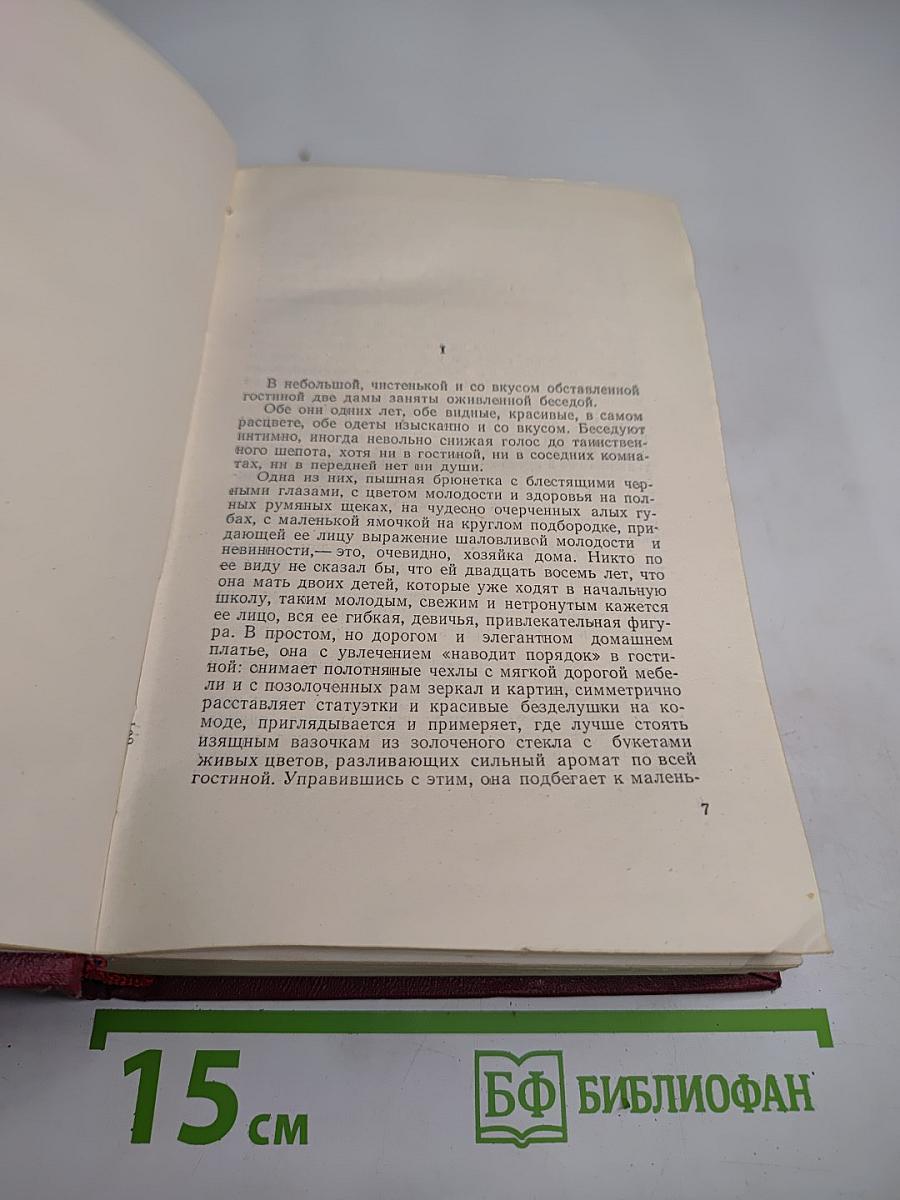 I
В небольшой, чистенькой и со вкусом обставленной
гостиной две дамы заняты оживленной беседой.
Обе они одних лет, обе видные, красивые, в самом
расцвете, обе одеты изысканно и со вкусом. Беседуют
интимно, иногда невольно снижая голос до таинствен-
ного шепота, хотя ни в гостиной, ни в соседних комна-
тах, ни в передней нет ни души.
Одна из них, пышная брюнетка с блестящими чер-
ными глазами, с цветом молодости и здоровья на пол-
ных румяных щеках, на чудесно очерченных алых гу-
бах, с маленькой ямочкой на круглом подбородке, при-
дающей ее лицу выражение шаловливой молодости и
невинности,— это, очевидно, хозяйка дома. Никто по
ее виду не сказал бы, что ей двадцать восемь лет, что
она мать двоих детей, которые уже ходят в начальную
школу, таким молодым, свежим и нетронутым кажется
ее лицо, вся ее гибкая, девичья, привлекательная фигу-
ра. В простом, но дорогом и элегантном домашнем
платье, она с увлечением «наводит порядок» в гости-
ной: снимает полотняные чехлы с мягкой дорогой мебе-
ли и с позолоченных рам зеркал и картин, симметрично
расставляет статуэтки и красивые безделушки на ко-
моде, приглядывается и примеряет, где лучше стоять
изящным вазочкам из золоченого стекла с букетами
живых цветов, разливающих сильный аромат по всей
гостиной. Управившись с этим, она подбегает к малень-
7
15 см
БФ БИБЛИОФАН